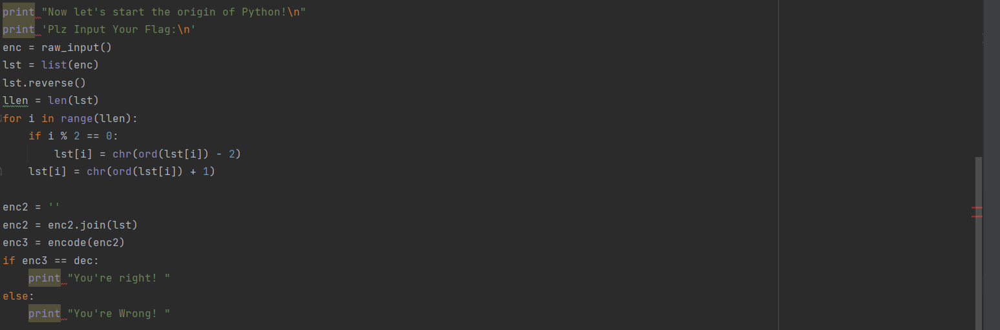 print "Now let's start the origin of Python!\n"
print 'Plz Input Your Flag:\n'
enc = raw_input()
lst = list(enc)
lst.reverse()
llen = len(lst)
for i in range(llen):
    if i % 2 == 0:
        lst[i] = chr(ord(lst[i]) - 2)
    lst[i] = chr(ord(lst[i]) + 1)

enc2 = ''
enc2 = enc2.join(lst)
enc3 = encode(enc2)
if enc3 == dec:
    print "You're right! "
else:
    print "You're Wrong! "